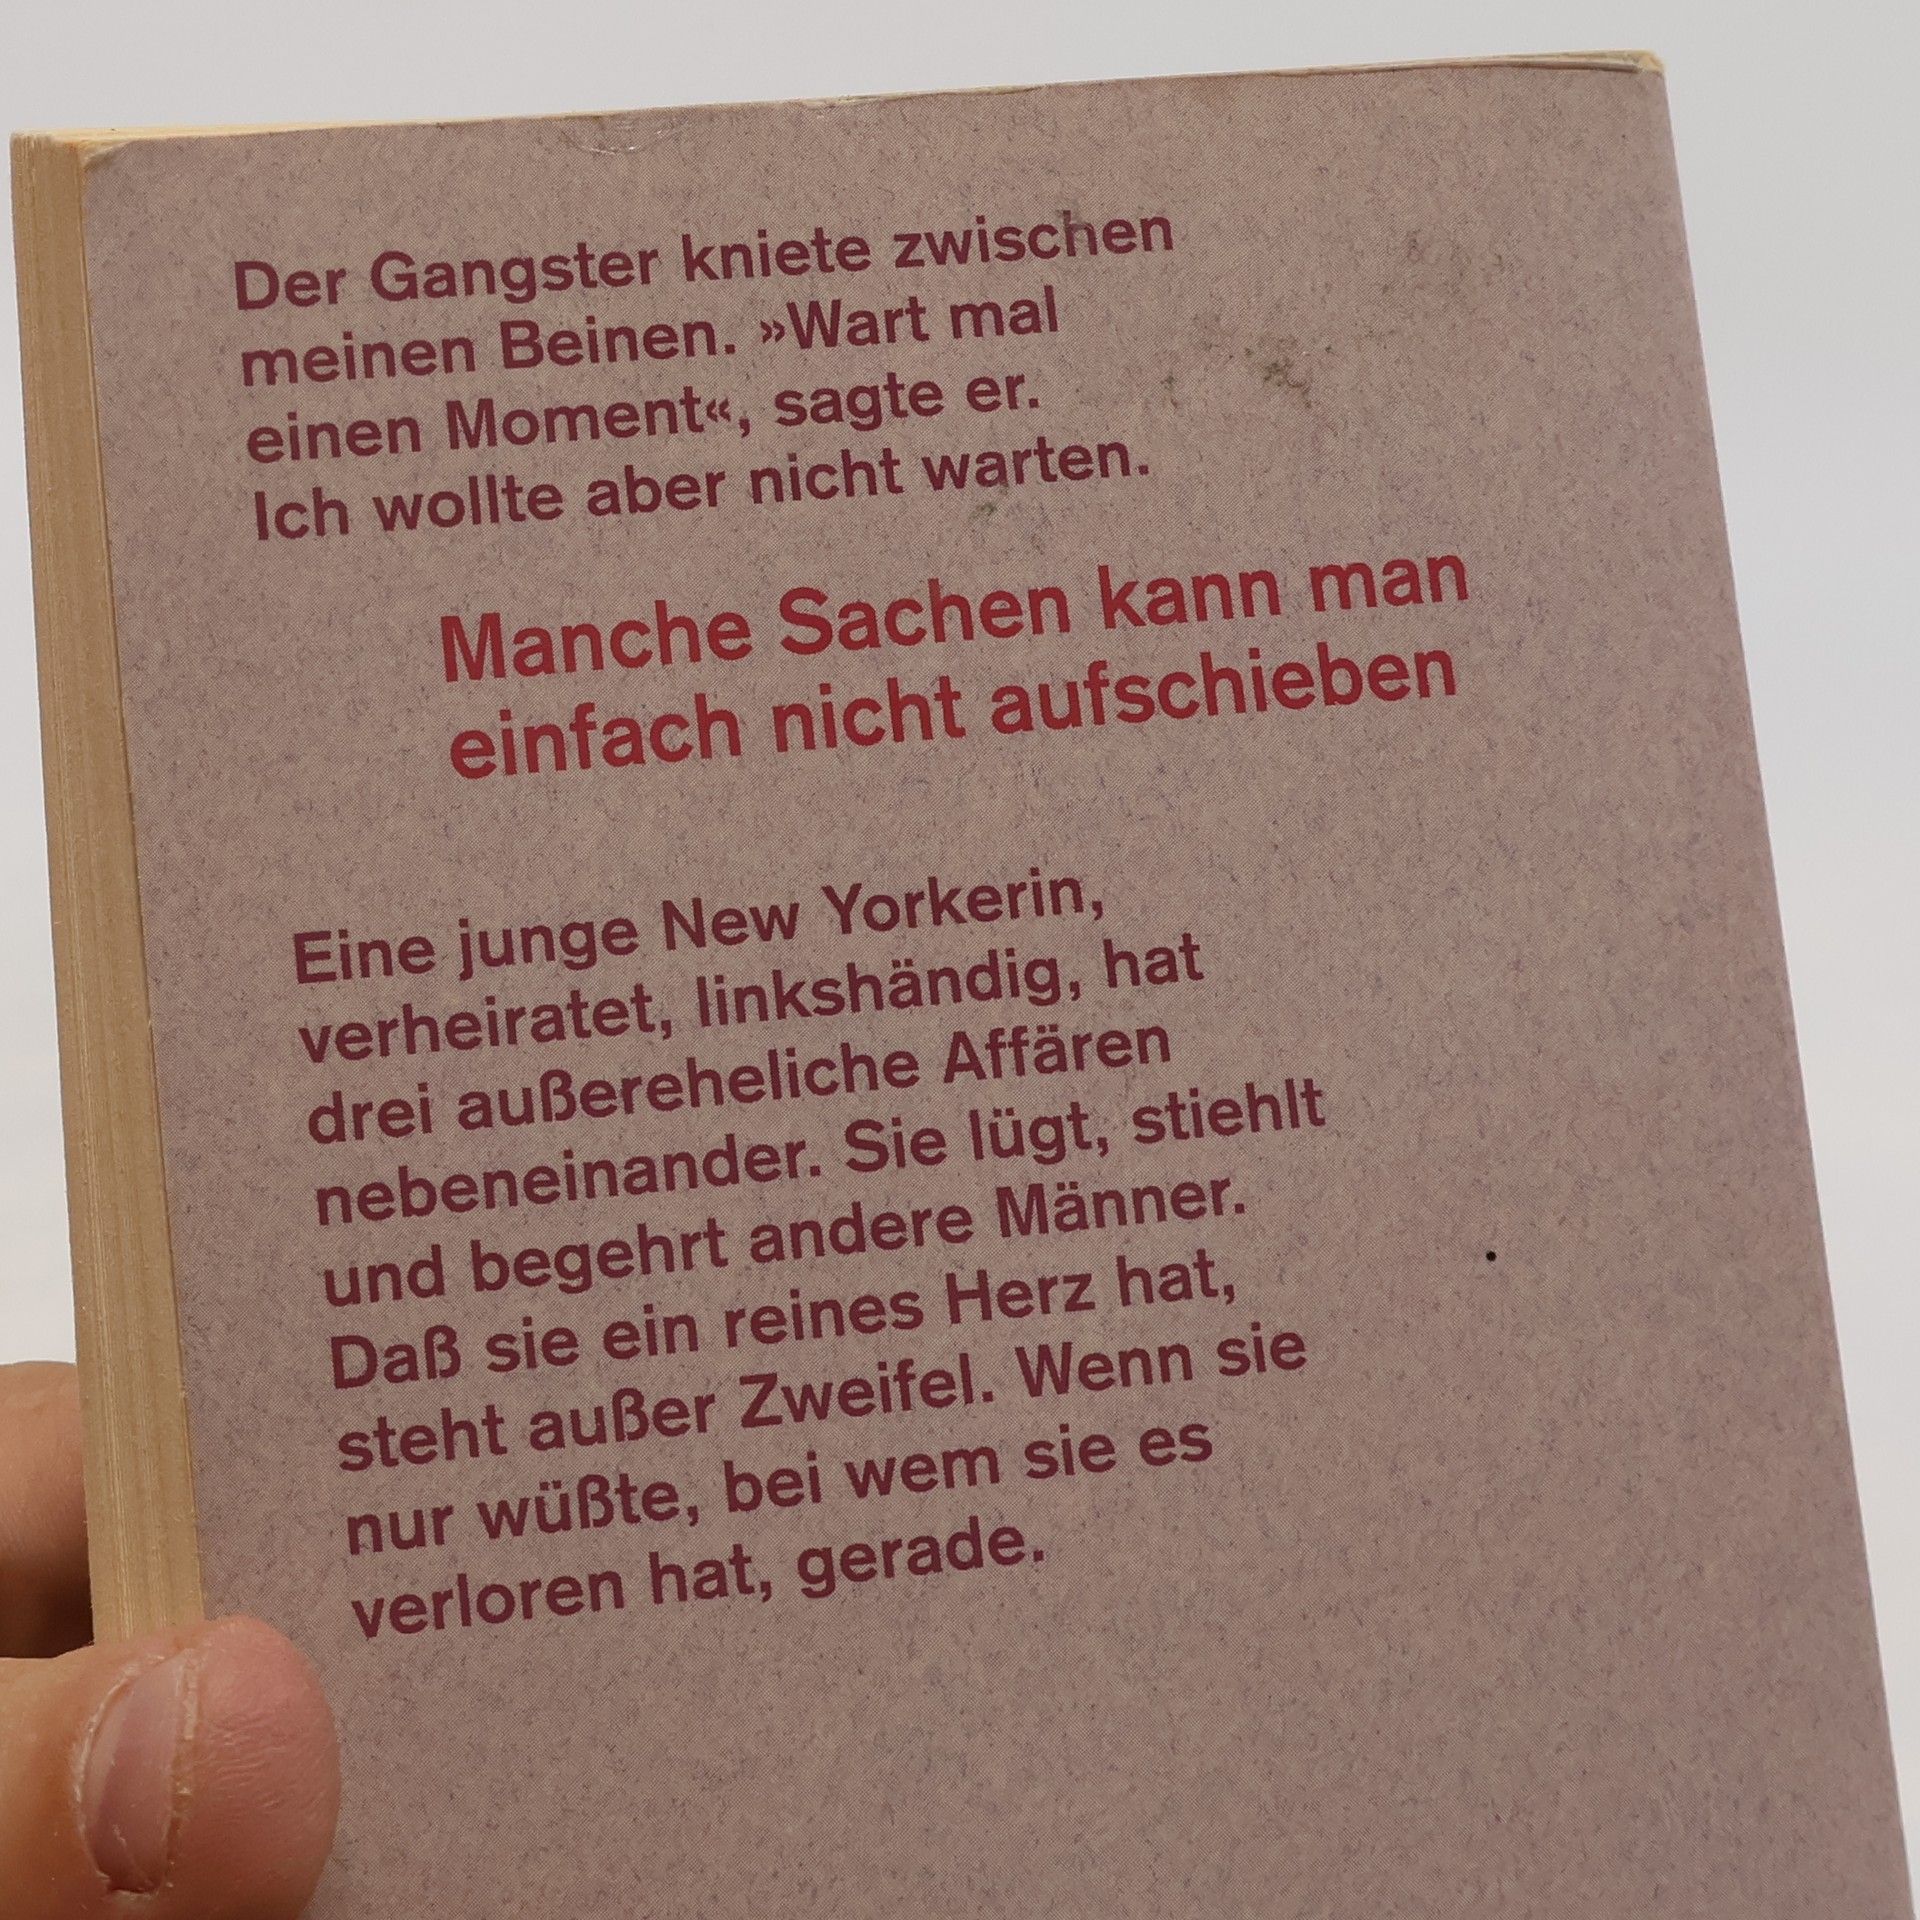 Der Gangster kniete zwischen
meinen Beinen. »Wart mal
einen Moment«, sagte er.
Ich wollte aber nicht warten.
Manche Sachen kann man
einfach nicht aufschieben
Eine junge New Yorkerin,
verheiratet, linkshändig, hat
drei außereheliche Affären
nebeneinander. Sie lügt, stiehlt
und begehrt andere Männer.
Daß sie ein reines Herz hat,
steht außer Zweifel. Wenn sie
nur wüßte, bei wem sie es
verloren hat, gerade.